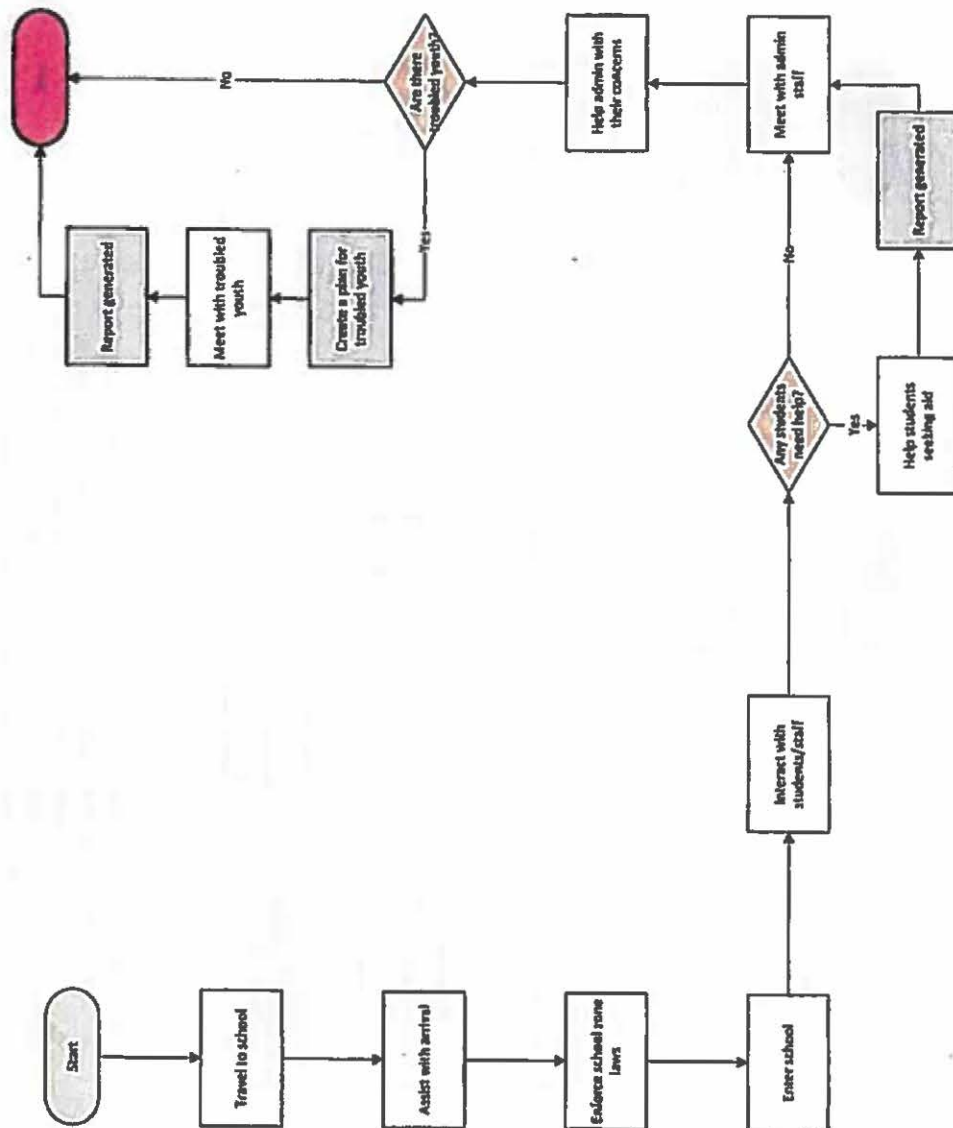 Start
Travel to school
Assist with arrival
Enforce school zone
laws
Enter school
Interact with
students/staff
Any students
need help?
Yes
No
Help students
seeking aid
Report generated
Meet with admin
staff
Help admin with
their concerns
Are there
troubled youth?
No
Yes
Create a plan for
troubled youth
Meet with troubled
youth
Report generated